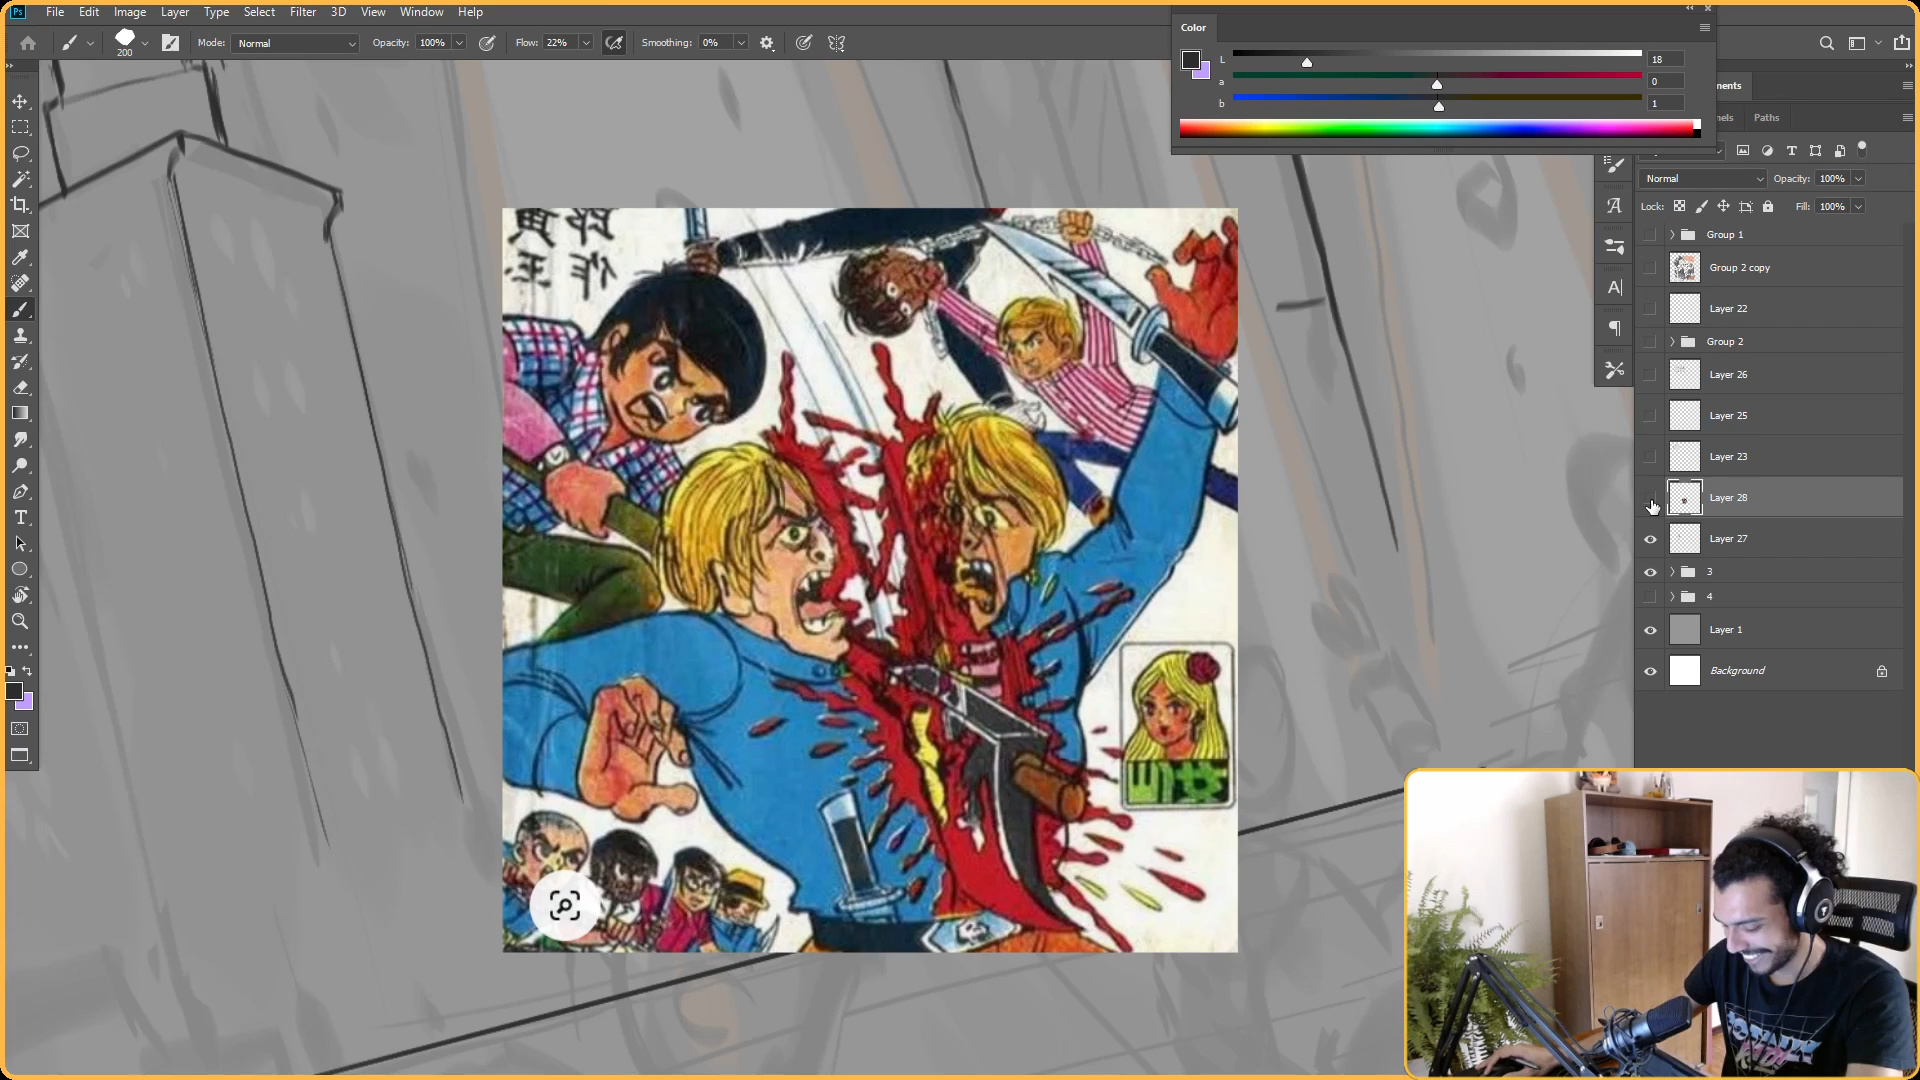 Ps File Edit Image Layer Type Select Filter 3D View Window Help
200 Mode: Normal Opacity: 100% Flow: 22% Smoothing: 0%
Color
L 18
a 0
b 1
Paths
Normal Opacity: 100%
Lock: Fill: 100%
Group 1
Group 2 copy
Layer 22
Group 2
Layer 26
Layer 25
Layer 23
Layer 28
Layer 27
3
4
Layer 1
Background